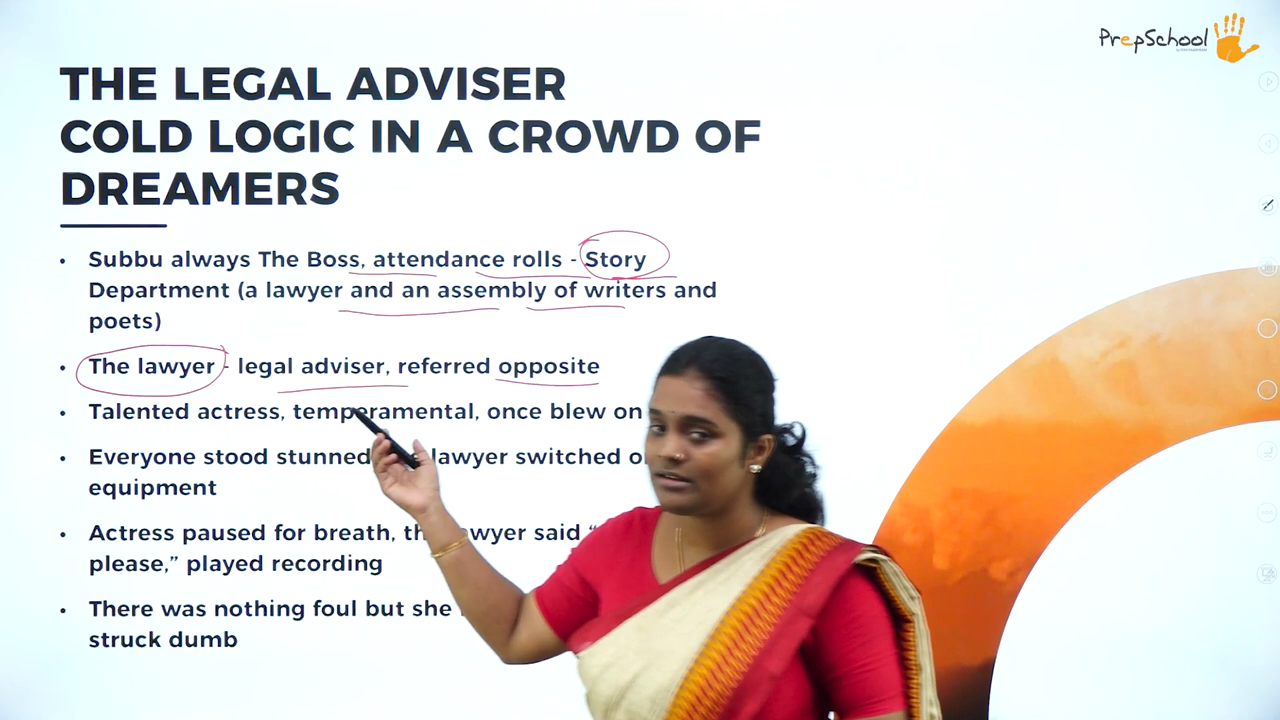 PrepSchool
THE LEGAL ADVISER
COLD LOGIC IN A CROWD OF
DREAMERS
• Subbu always The Boss, attendance rolls - Story
Department (a lawyer and an assembly of writers and
poets)
• The lawyer - legal adviser, referred opposite
• Talented actress, temperamental, once blew on
• Everyone stood stunned lawyer switched
equipment
• Actress paused for breath, lawyer said
please,” played recording
• There was nothing foul but she
struck dumb